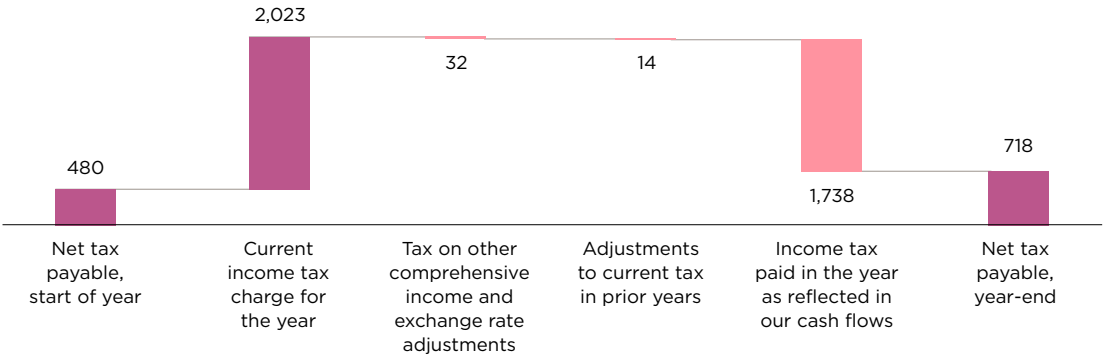 2,023
32
14
480
718
1,738
Net tax
payable,
start of year
Current
income tax
charge for
the year
Tax on other
comprehensive
income and
exchange rate
adjustments
Adjustments
to current tax
in prior years
Income tax
paid in the year
as reflected in
our cash flows
Net tax
payable,
year-end